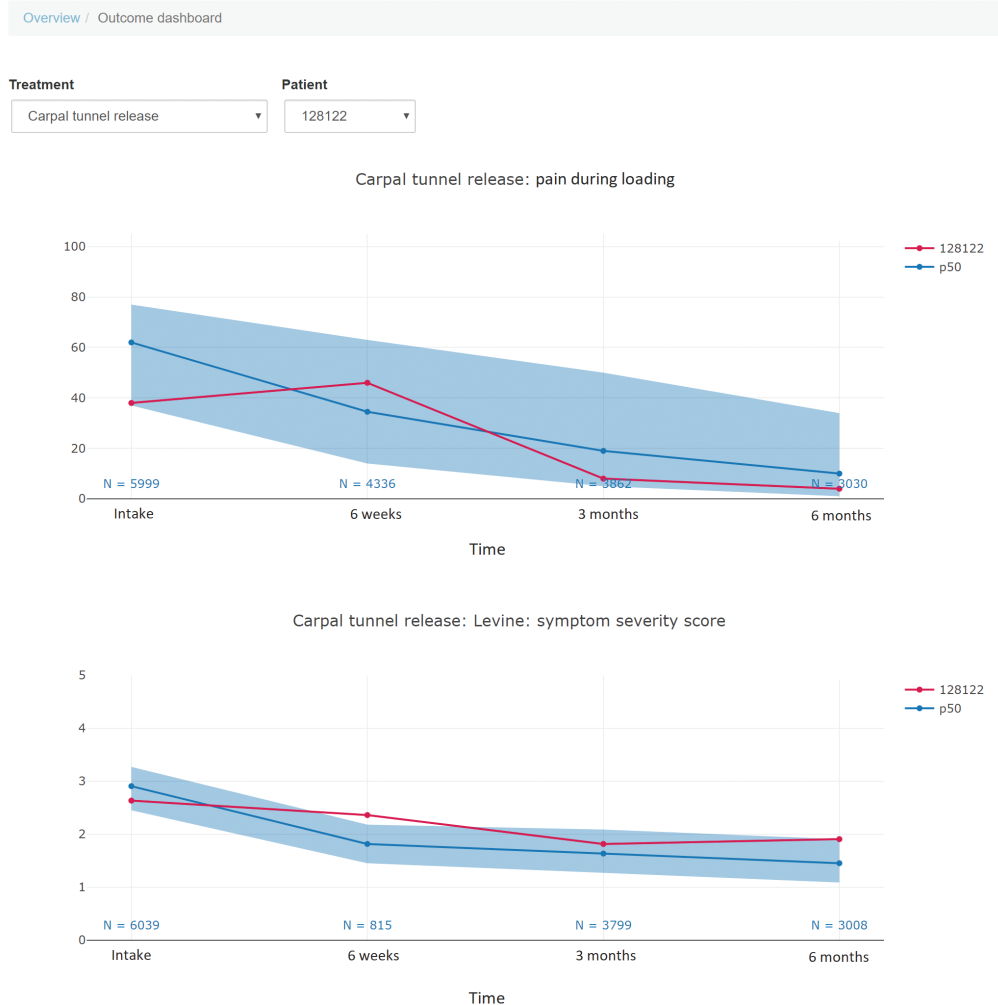 Overview / Outcome dashboard
Treatment Patient
Carpal tunnel release 128122
Carpal tunnel release: pain during loading
100
80
60
40
20
0
N = 5999 N = 4336 N = 3862 N = 3030
Intake 6 weeks 3 months 6 months
Time
128122
p50
Carpal tunnel release: Levine: symptom severity score
5
4
3
2
1
0
N = 6039 N = 815 N = 3799 N = 3008
Intake 6 weeks 3 months 6 months
Time
128122
p50